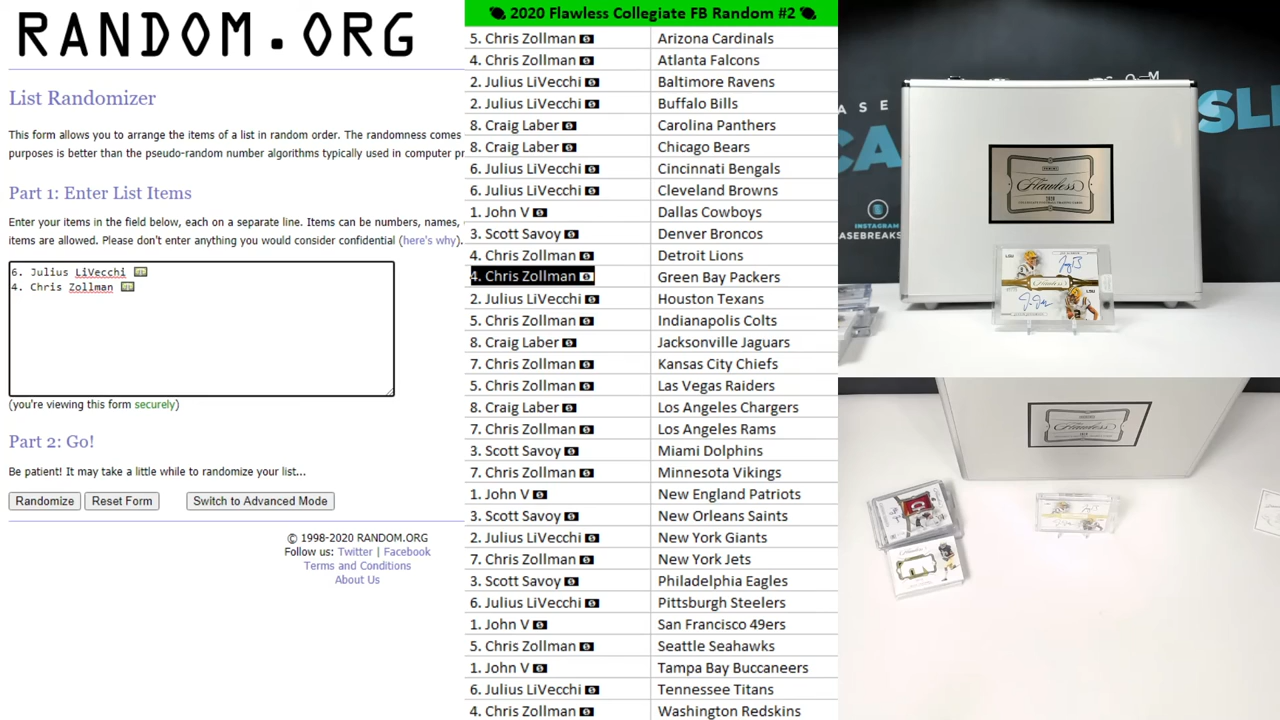 RANDOM.ORG
List Randomizer
This form allows you to arrange the items of a list in random order. The randomness comes
purposes is better than the pseudo-random number algorithms typically used in computer pr
Part 1: Enter List Items
Enter your items in the field below, each on a separate line. Items can be numbers, names,
items are allowed. Please don't enter anything you would consider confidential (here's why).
6. Julius LiVecchi
4. Chris Zollman
(you're viewing this form securely)
Part 2: Go!
Be patient! It may take a little while to randomize your list...
Randomize Reset Form Switch to Advanced Mode
© 1998-2020 RANDOM.ORG
Follow us: Twitter | Facebook
Terms and Conditions
About Us
2020 Flawless Collegiate FB Random #2
5. Chris Zollman Arizona Cardinals
4. Chris Zollman Atlanta Falcons
2. Julius LiVecchi Baltimore Ravens
2. Julius LiVecchi Buffalo Bills
8. Craig Laber Carolina Panthers
8. Craig Laber Chicago Bears
6. Julius LiVecchi Cincinnati Bengals
6. Julius LiVecchi Cleveland Browns
1. John V Dallas Cowboys
3. Scott Savoy Denver Broncos
4. Chris Zollman Detroit Lions
4. Chris Zollman Green Bay Packers
2. Julius LiVecchi Houston Texans
5. Chris Zollman Indianapolis Colts
8. Craig Laber Jacksonville Jaguars
7. Chris Zollman Kansas City Chiefs
5. Chris Zollman Las Vegas Raiders
8. Craig Laber Los Angeles Chargers
7. Chris Zollman Los Angeles Rams
3. Scott Savoy Miami Dolphins
7. Chris Zollman Minnesota Vikings
1. John V New England Patriots
3. Scott Savoy New Orleans Saints
2. Julius LiVecchi New York Giants
7. Chris Zollman New York Jets
3. Scott Savoy Philadelphia Eagles
6. Julius LiVecchi Pittsburgh Steelers
1. John V San Francisco 49ers
5. Chris Zollman Seattle Seahawks
1. John V Tampa Bay Buccaneers
6. Julius LiVecchi Tennessee Titans
4. Chris Zollman Washington Redskins
ASE
CA
SL
INSTAGRAM
ASEBREAKS
Flawless
2020
LSU
Flawless
LSU
Flawless
Flawless